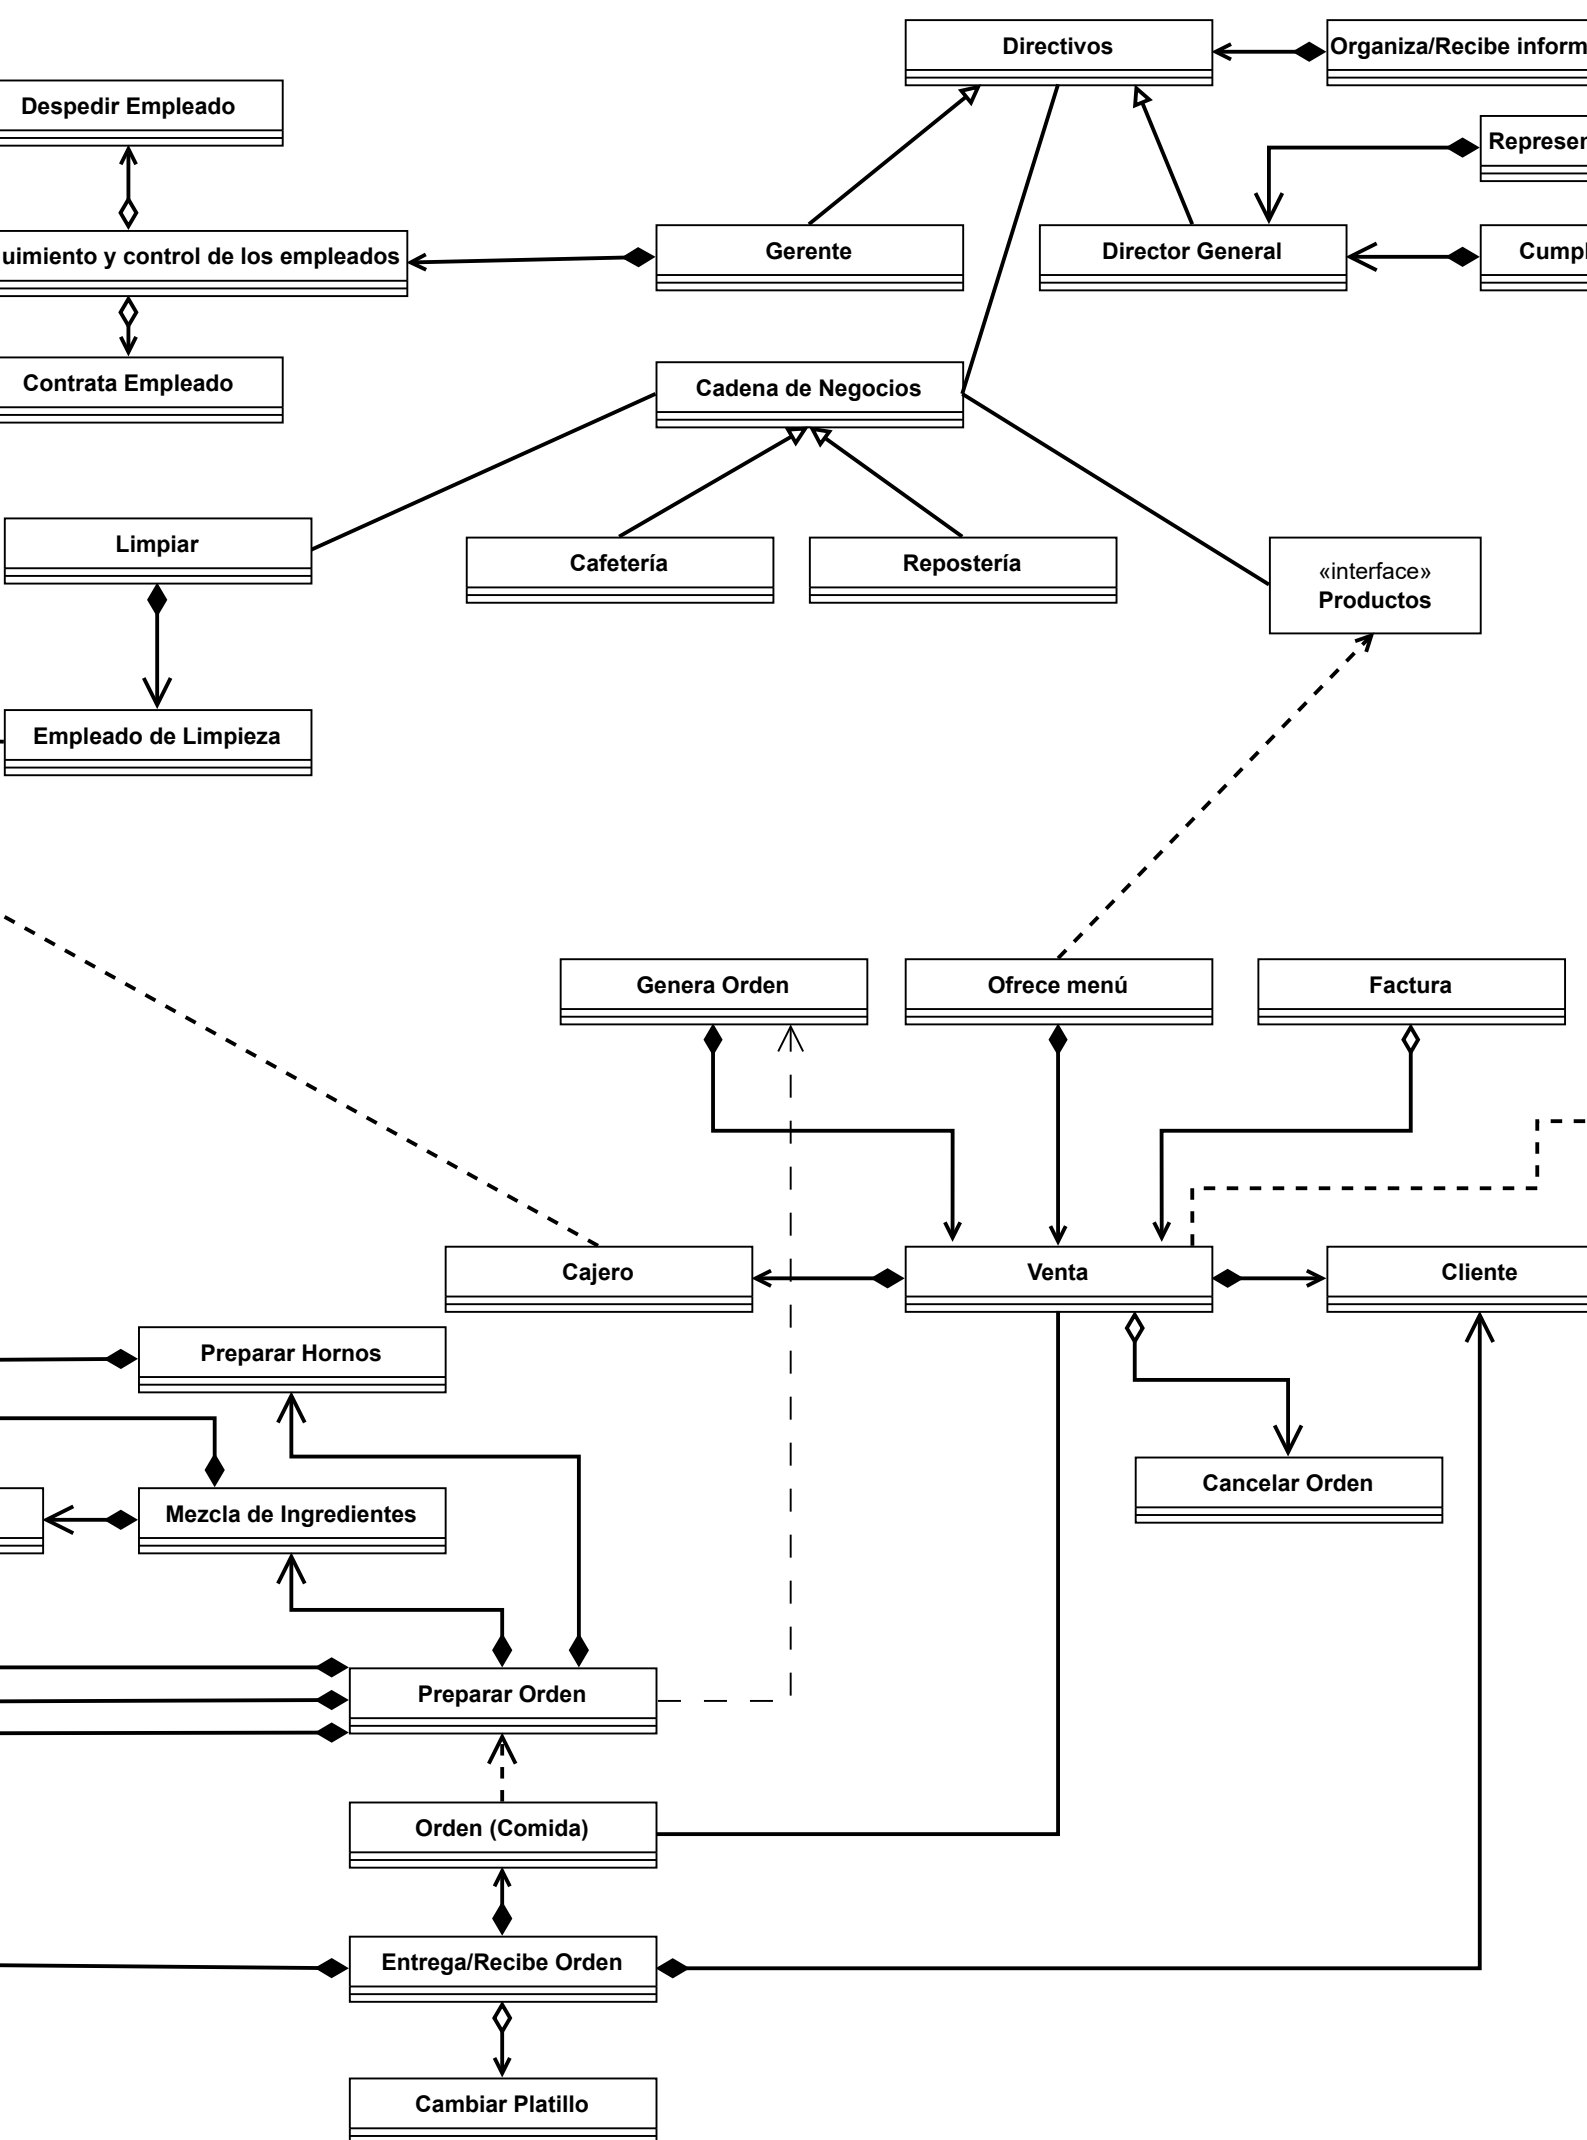 Directivos
Organiza/Recibe inform
Despedir Empleado
Represen
uimiento y control de los empleados
Gerente
Director General
Cumpl
Contrata Empleado
Cadena de Negocios
Limpiar
Cafetería
Repostería
«interface»
Productos
Empleado de Limpieza
Genera Orden
Ofrece menú
Factura
Cajero
Venta
Cliente
Preparar Hornos
Cancelar Orden
Mezcla de Ingredientes
Preparar Orden
Orden (Comida)
Entrega/Recibe Orden
Cambiar Platillo